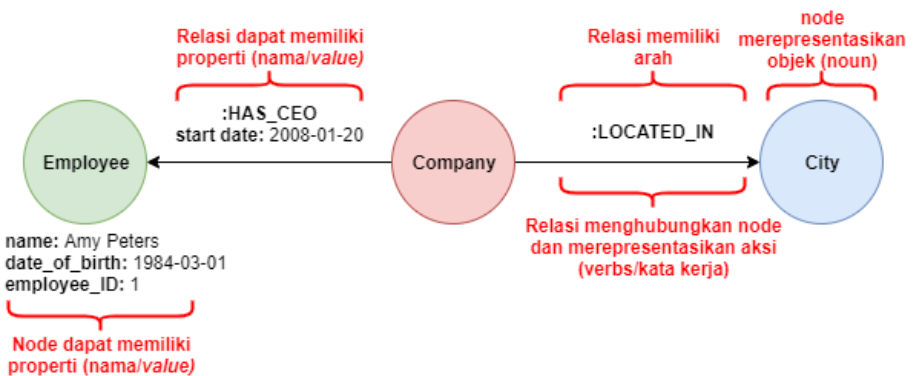 Relasi dapat memiliki
properti (nama/value)
Relasi memiliki
arah
node
merepresentasikan
objek (noun)
:HAS_CEO
start date: 2008-01-20
:LOCATED_IN
Employee
Company
City
name: Amy Peters
date_of_birth: 1984-03-01
employee_ID: 1
Relasi menghubungkan node
dan merepresentasikan aksi
(verbs/kata kerja)
Node dapat memiliki
properti (nama/value)